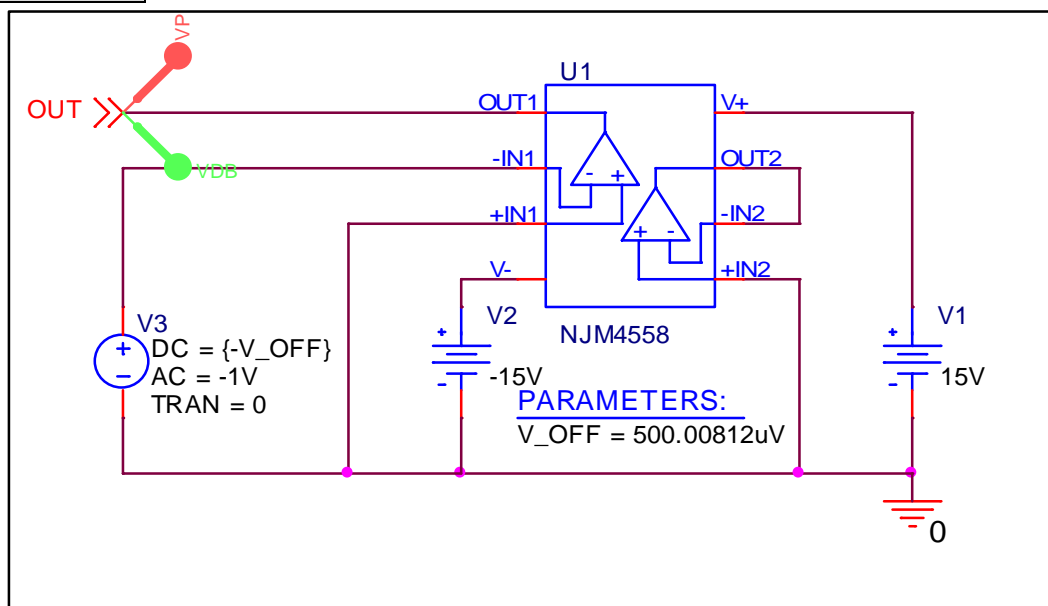 VP
OUT
VDB
U1
OUT1
-IN1
+IN1
V-
V+
OUT2
-IN2
+IN2
- +
+ -
NJM4558
V3
+
-
DC = {-V_OFF}
AC = -1V
TRAN = 0
V2
+
-
-15V
PARAMETERS:
V_OFF = 500.00812uV
V1
+
-
15V
0